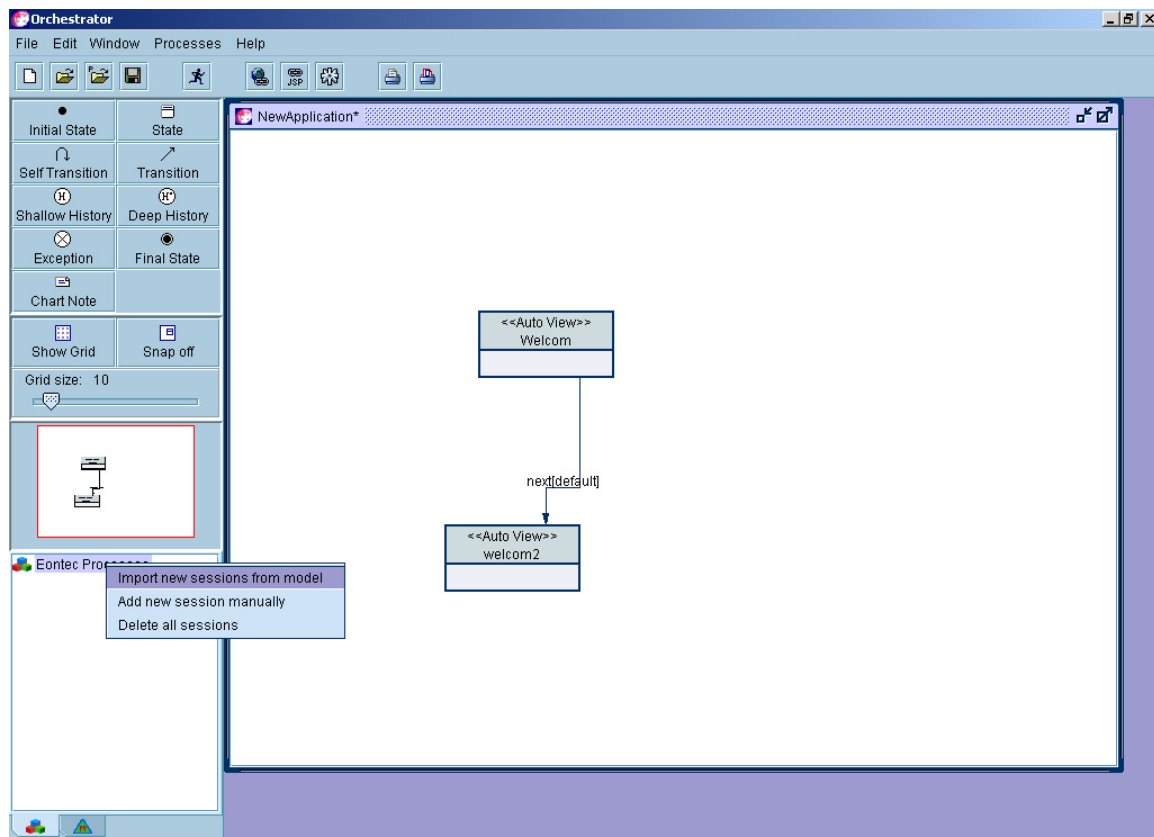 Orchestrator
File Edit Window Processes Help
JSP
Initial State
State
Self Transition
Transition
H
Shallow History
H*
Deep History
Exception
Final State
Chart Note
Show Grid
Snap off
Grid size: 10
NewApplication*
<<Auto View>>
Welcom
next[default]
<<Auto View>>
welcom2
Eontec
Import new sessions from model
Add new session manually
Delete all sessions